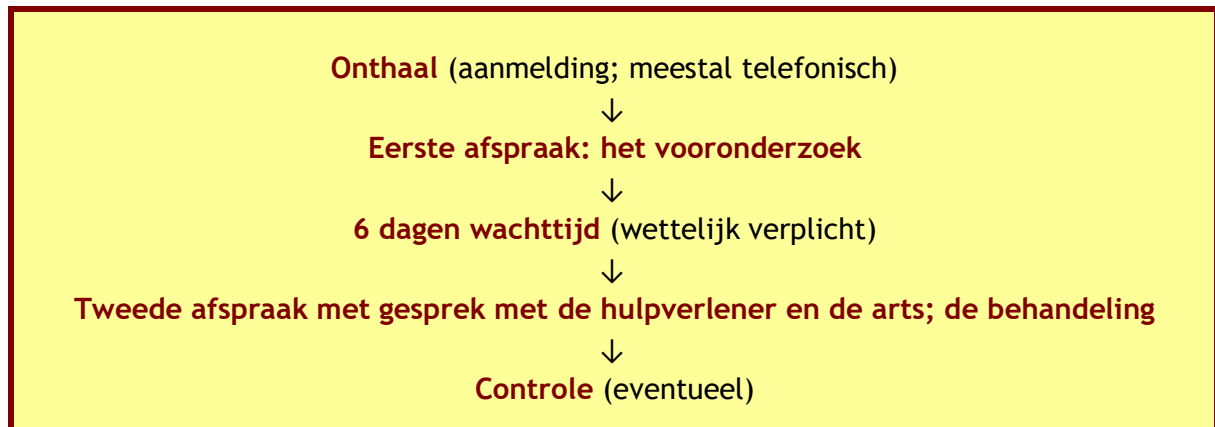 Onthaal (aanmelding; meestal telefonisch)
↓
Eerste afspraak: het vooronderzoek
↓
6 dagen wachttijd (wettelijk verplicht)
↓
Tweede afspraak met gesprek met de hulpverlener en de arts; de behandeling
↓
Controle (eventueel)